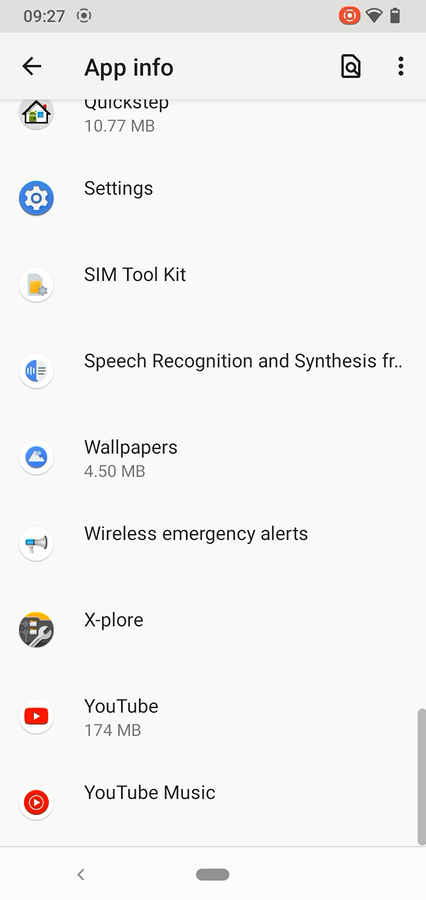 09:27
App info
Quickstep
10.77 MB
Settings
SIM Tool Kit
Speech Recognition and Synthesis fr..
Wallpapers
4.50 MB
Wireless emergency alerts
X-plore
YouTube
174 MB
YouTube Music